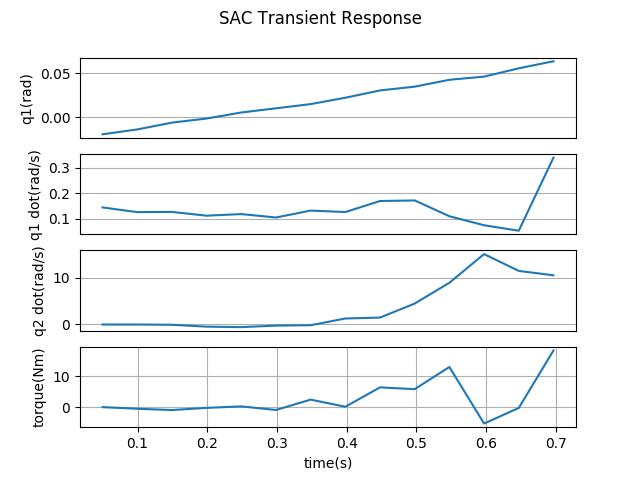 SAC Transient Response
q1(rad)
0.05
0.00
q1 dot(rad/s)
0.3
0.2
0.1
q2 dot(rad/s)
10
0
torque(Nm)
10
0
0.1 0.2 0.3 0.4 0.5 0.6 0.7
time(s)